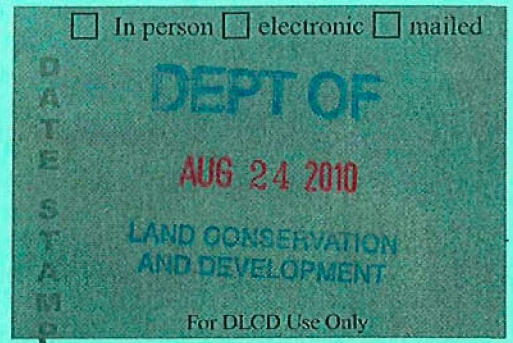 ☐ In person ☐ electronic ☐ mailed
DATE STAMP
DEPT OF
AUG 24 2010
LAND CONSERVATION
AND DEVELOPMENT
For DLCD Use Only